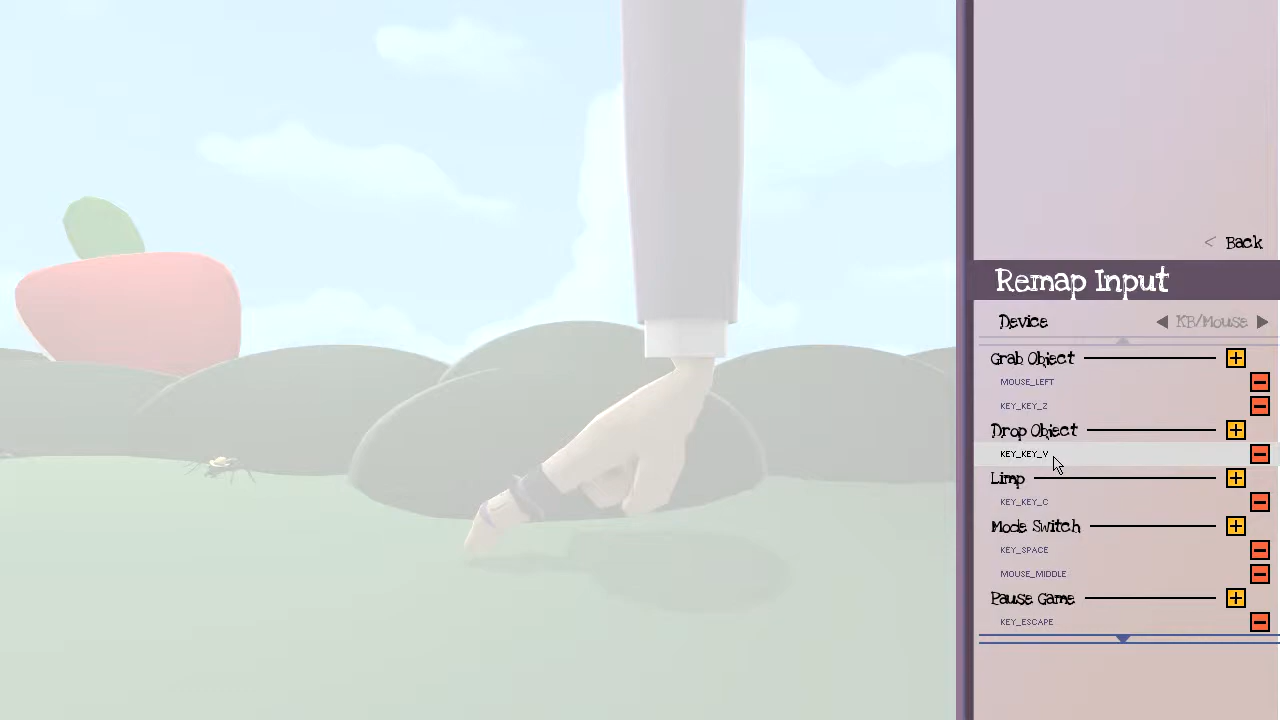 < Back
Remap Input
Device ◀ KB/Mouse ▶
Grab Object
MOUSE_LEFT
KEY_KEY_Z
Drop Object
KEY_KEY_V
Limp
KEY_KEY_C
Mode Switch
KEY_SPACE
MOUSE_MIDDLE
Pause Game
KEY_ESCAPE